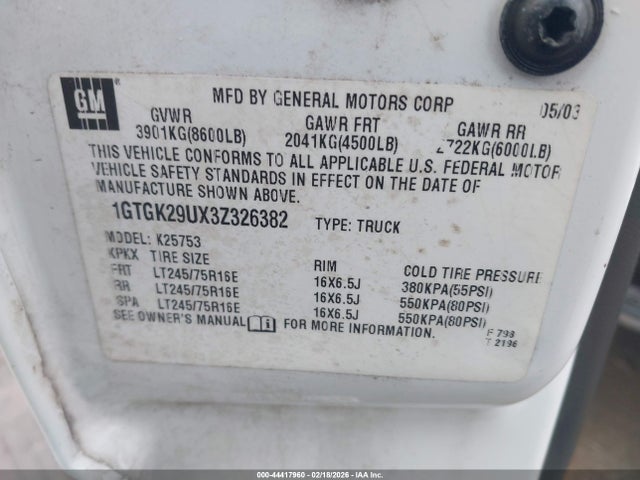 GM
MFD BY GENERAL MOTORS CORP 05/03
GVWR GAWR FRT GAWR RR
3901KG(8600LB) 2041KG(4500LB) 2722KG(6000LB)
THIS VEHICLE CONFORMS TO ALL APPLICABLE U.S. FEDERAL MOTOR
VEHICLE SAFETY STANDARDS IN EFFECT ON THE DATE OF
MANUFACTURE SHOWN ABOVE.
1GTGK29UX3Z326382 TYPE: TRUCK
MODEL: K25753
KPKX TIRE SIZE RIM COLD TIRE PRESSURE
FRT LT245/75R16E 16X6.5J 380KPA(55PSI)
RR LT245/75R16E 16X6.5J 550KPA(80PSI)
SPA LT245/75R16E 16X6.5J 550KPA(80PSI)
SEE OWNER'S MANUAL FOR MORE INFORMATION.
F 798
T 2196
000-44417960 - 02/18/2026 - IAAI.com